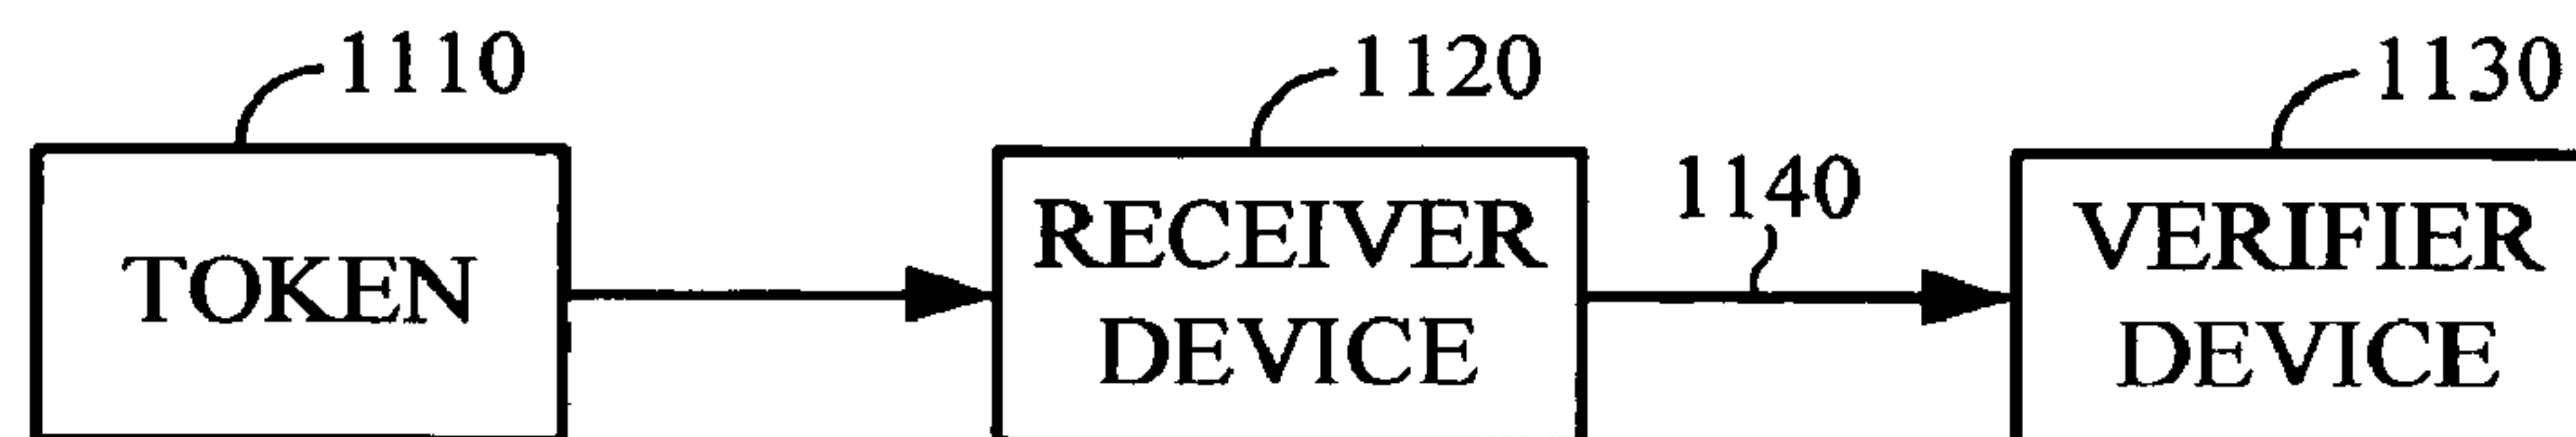 1110
1120
1130
1140
TOKEN
RECEIVER
DEVICE
VERIFIER
DEVICE